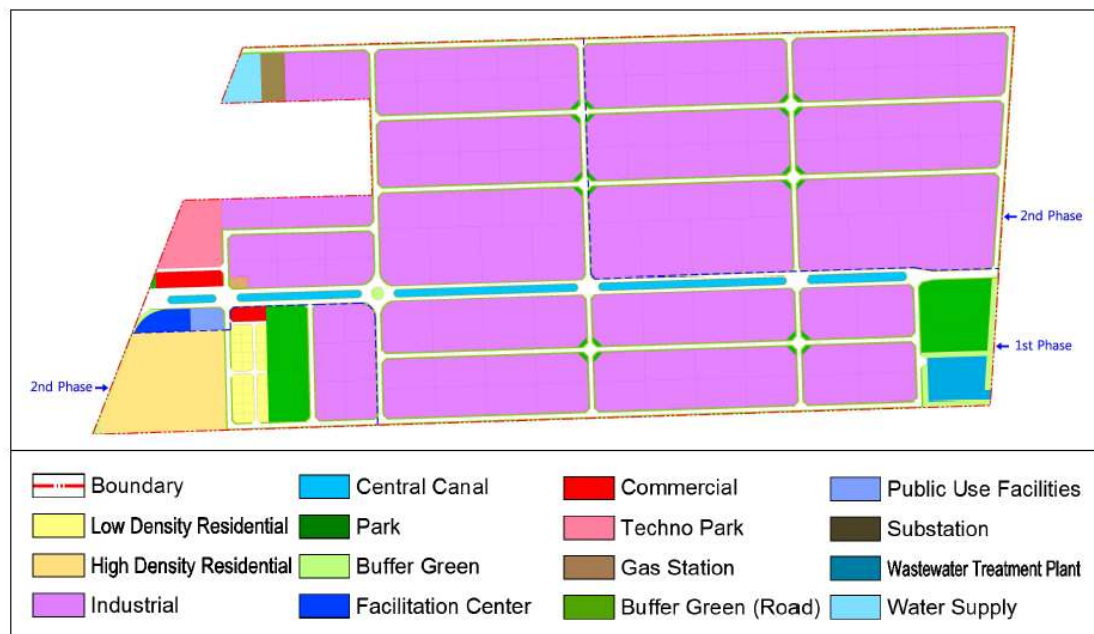 2nd Phase
1st Phase
2nd Phase
Boundary
Central Canal
Commercial
Public Use Facilities
Low Density Residential
Park
Techno Park
Substation
High Density Residential
Buffer Green
Gas Station
Wastewater Treatment Plant
Industrial
Facilitation Center
Buffer Green (Road)
Water Supply